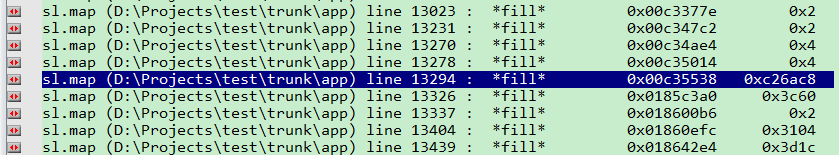 sl.map (D:\Projects\test\trunk\app) line 13023 :  *fill*  0x00c3377e  0x2
sl.map (D:\Projects\test\trunk\app) line 13231 :  *fill*  0x00c347c2  0x2
sl.map (D:\Projects\test\trunk\app) line 13270 :  *fill*  0x00c34ae4  0x4
sl.map (D:\Projects\test\trunk\app) line 13278 :  *fill*  0x00c35014  0x4
sl.map (D:\Projects\test\trunk\app) line 13294 :  *fill*  0x00c35538  0xc26ac8
sl.map (D:\Projects\test\trunk\app) line 13326 :  *fill*  0x0185c3a0  0x3c60
sl.map (D:\Projects\test\trunk\app) line 13337 :  *fill*  0x018600b6  0x2
sl.map (D:\Projects\test\trunk\app) line 13404 :  *fill*  0x01860efc  0x3104
sl.map (D:\Projects\test\trunk\app) line 13439 :  *fill*  0x018642e4  0x3d1c